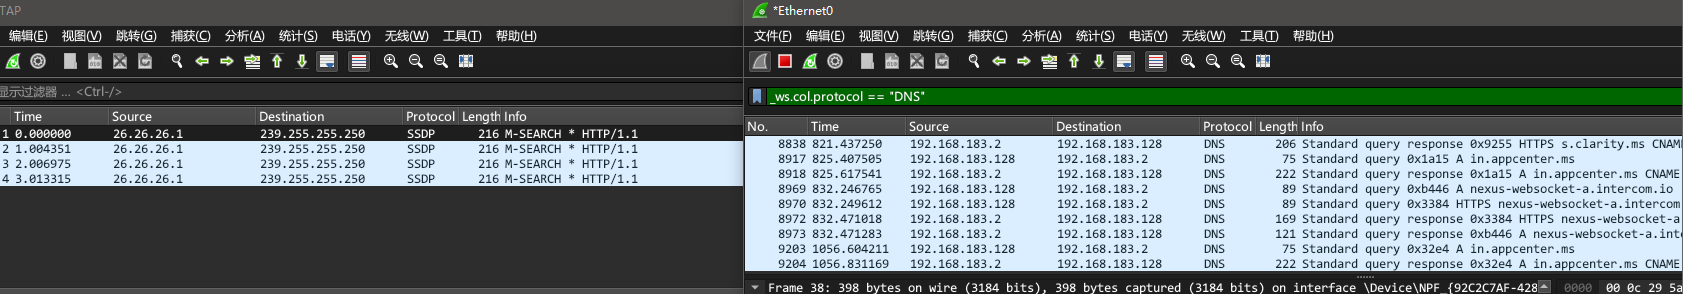 TAP
编辑(E) 视图(V) 跳转(G) 捕获(C) 分析(A) 统计(S) 电话(Y) 无线(W) 工具(T) 帮助(H)
显示过滤器 … <Ctrl-/>
Time Source Destination Protocol Length Info
1 0.000000 26.26.26.1 239.255.255.250 SSDP 216 M-SEARCH * HTTP/1.1
2 1.004351 26.26.26.1 239.255.255.250 SSDP 216 M-SEARCH * HTTP/1.1
3 2.006975 26.26.26.1 239.255.255.250 SSDP 216 M-SEARCH * HTTP/1.1
4 3.013315 26.26.26.1 239.255.255.250 SSDP 216 M-SEARCH * HTTP/1.1
*Ethernet0
文件(F) 编辑(E) 视图(V) 跳转(G) 捕获(C) 分析(A) 统计(S) 电话(Y) 无线(W) 工具(T) 帮助(H)
_ws.col.protocol == "DNS"
No. Time Source Destination Protocol Length Info
8838 821.437250 192.168.183.2 192.168.183.128 DNS 206 Standard query response 0x9255 HTTPS s.clarity.ms CNAM
8917 825.407505 192.168.183.128 192.168.183.2 DNS 75 Standard query 0x1a15 A in.appcenter.ms
8918 825.617541 192.168.183.2 192.168.183.128 DNS 222 Standard query response 0x1a15 A in.appcenter.ms CNAME
8969 832.246765 192.168.183.128 192.168.183.2 DNS 89 Standard query 0xb446 A nexus-websocket-a.intercom.io
8970 832.249612 192.168.183.128 192.168.183.2 DNS 89 Standard query 0x3384 HTTPS nexus-websocket-a.intercom
8972 832.471018 192.168.183.2 192.168.183.128 DNS 169 Standard query response 0x3384 HTTPS nexus-websocket-a
8973 832.471283 192.168.183.2 192.168.183.128 DNS 121 Standard query response 0xb446 A nexus-websocket-a.inte
9203 1056.604211 192.168.183.128 192.168.183.2 DNS 75 Standard query 0x32e4 A in.appcenter.ms
9204 1056.831169 192.168.183.2 192.168.183.128 DNS 222 Standard query response 0x32e4 A in.appcenter.ms CNAME
Frame 38: 398 bytes on wire (3184 bits), 398 bytes captured (3184 bits) on interface \Device\NPF_{92C2C7AF-428
0000 00 0c 29 5a